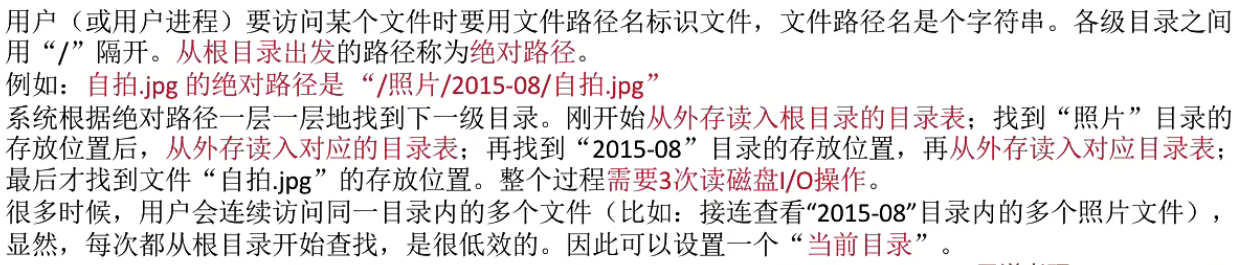 用户（或用户进程）要访问某个文件时要用文件路径名标识文件，文件路径名是个字符串。各级目录之间
用“/”隔开。从根目录出发的路径称为绝对路径。
例如：自拍.jpg 的绝对路径是 “/照片/2015-08/自拍.jpg”
系统根据绝对路径一层一层地找到下一级目录。刚开始从外存读入根目录的目录表；找到“照片”目录的
存放位置后，从外存读入对应的目录表；再找到“2015-08”目录的存放位置，再从外存读入对应目录表；
最后才找到文件“自拍.jpg”的存放位置。整个过程需要3次读磁盘I/O操作。
很多时候，用户会连续访问同一目录内的多个文件（比如：接连查看“2015-08”目录内的多个照片文件），
显然，每次都从根目录开始查找，是很低效的。因此可以设置一个“当前目录”。